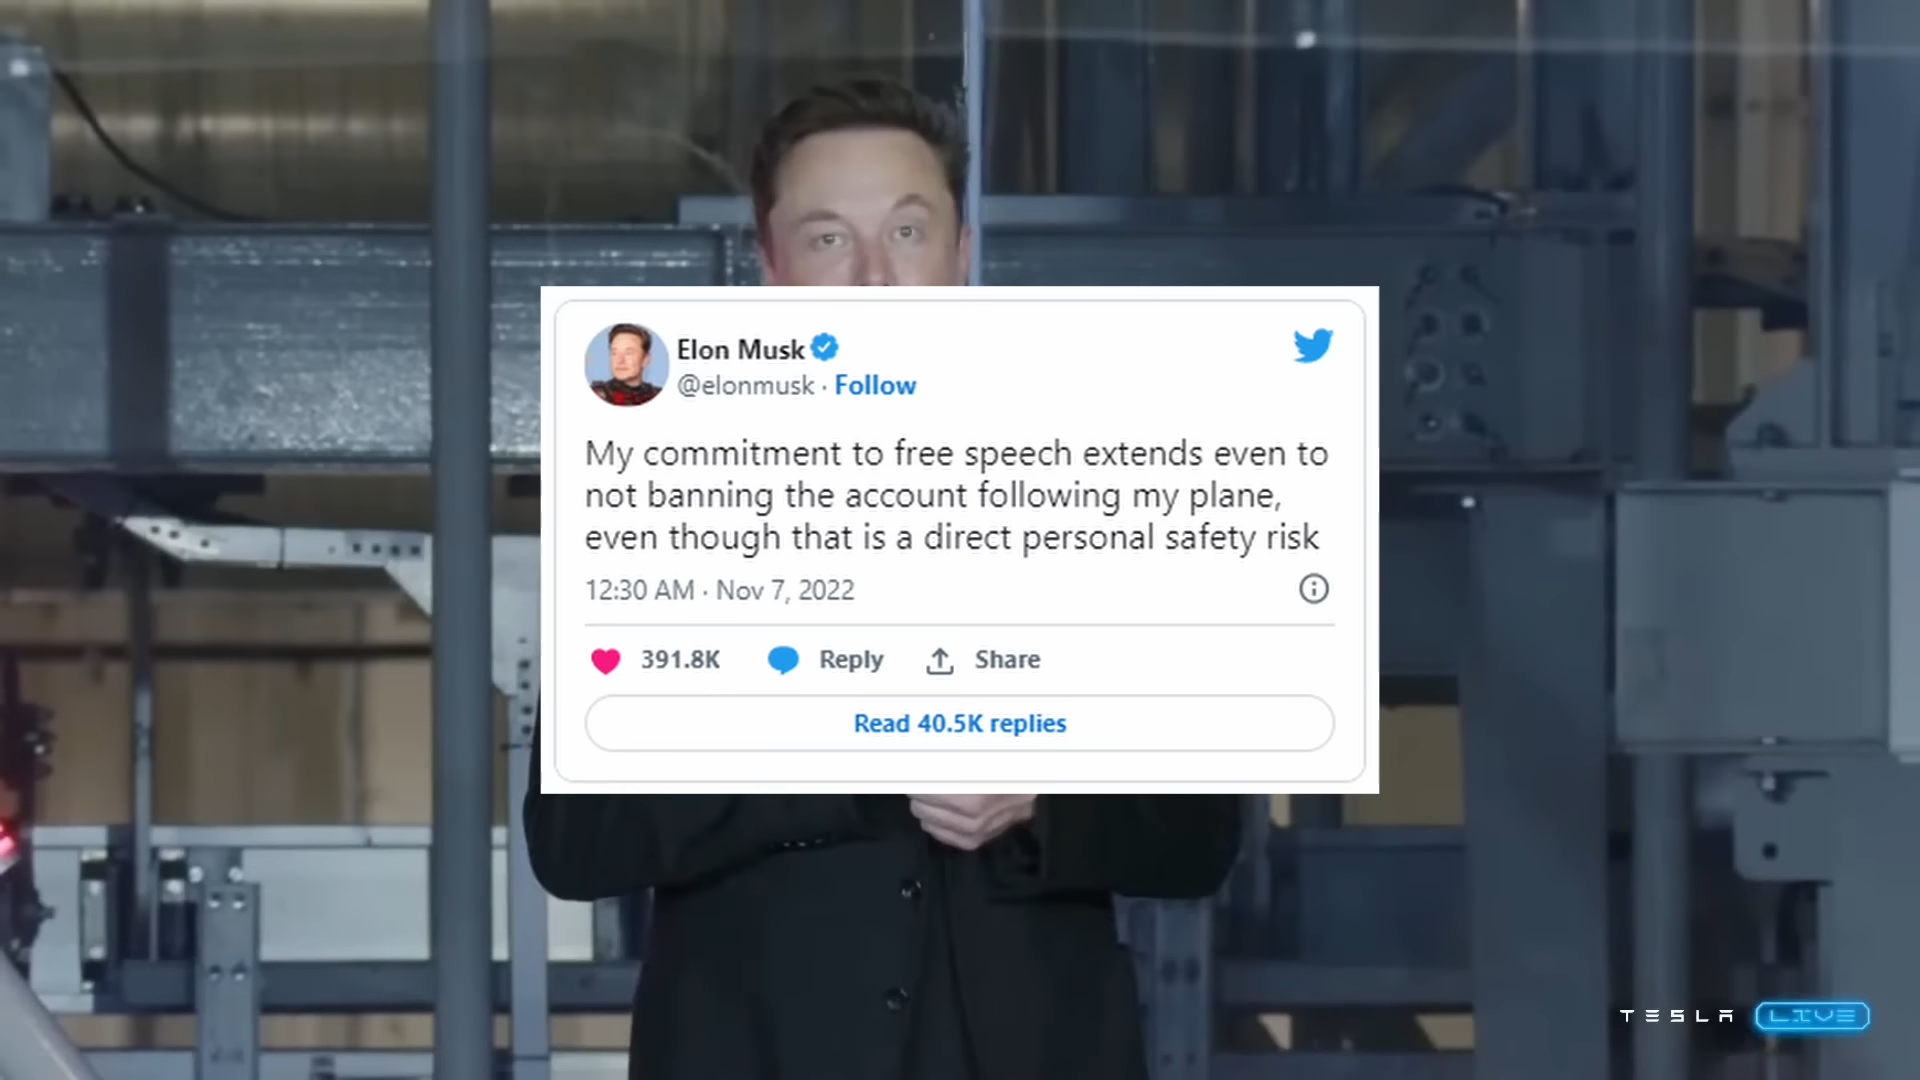 Elon Musk
@elonmusk · Follow
My commitment to free speech extends even to
not banning the account following my plane,
even though that is a direct personal safety risk
12:30 AM · Nov 7, 2022
391.8K Reply Share
Read 40.5K replies
TESLA LIVE